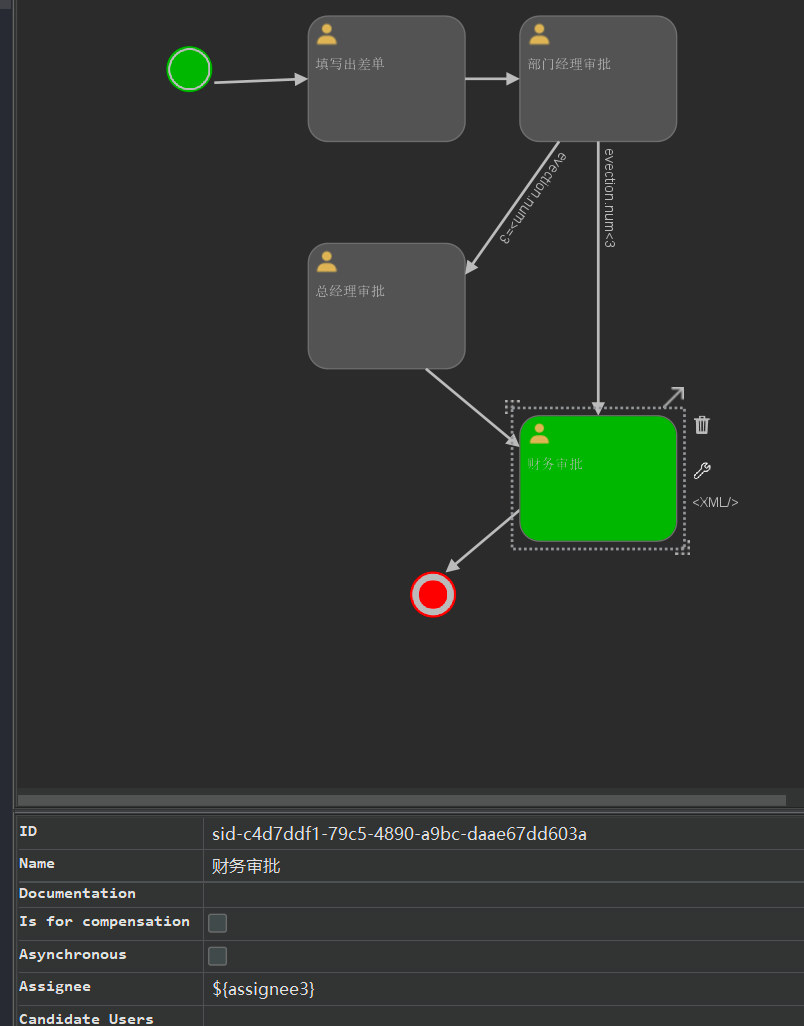 填写出差单
部门经理审批
evection.num>=3
evection.num<3
总经理审批
财务审批
<XML/>
ID
sid-c4d7ddf1-79c5-4890-a9bc-daae67dd603a
Name
财务审批
Documentation
Is for compensation
Asynchronous
Assignee
${assignee3}
Candidate Users